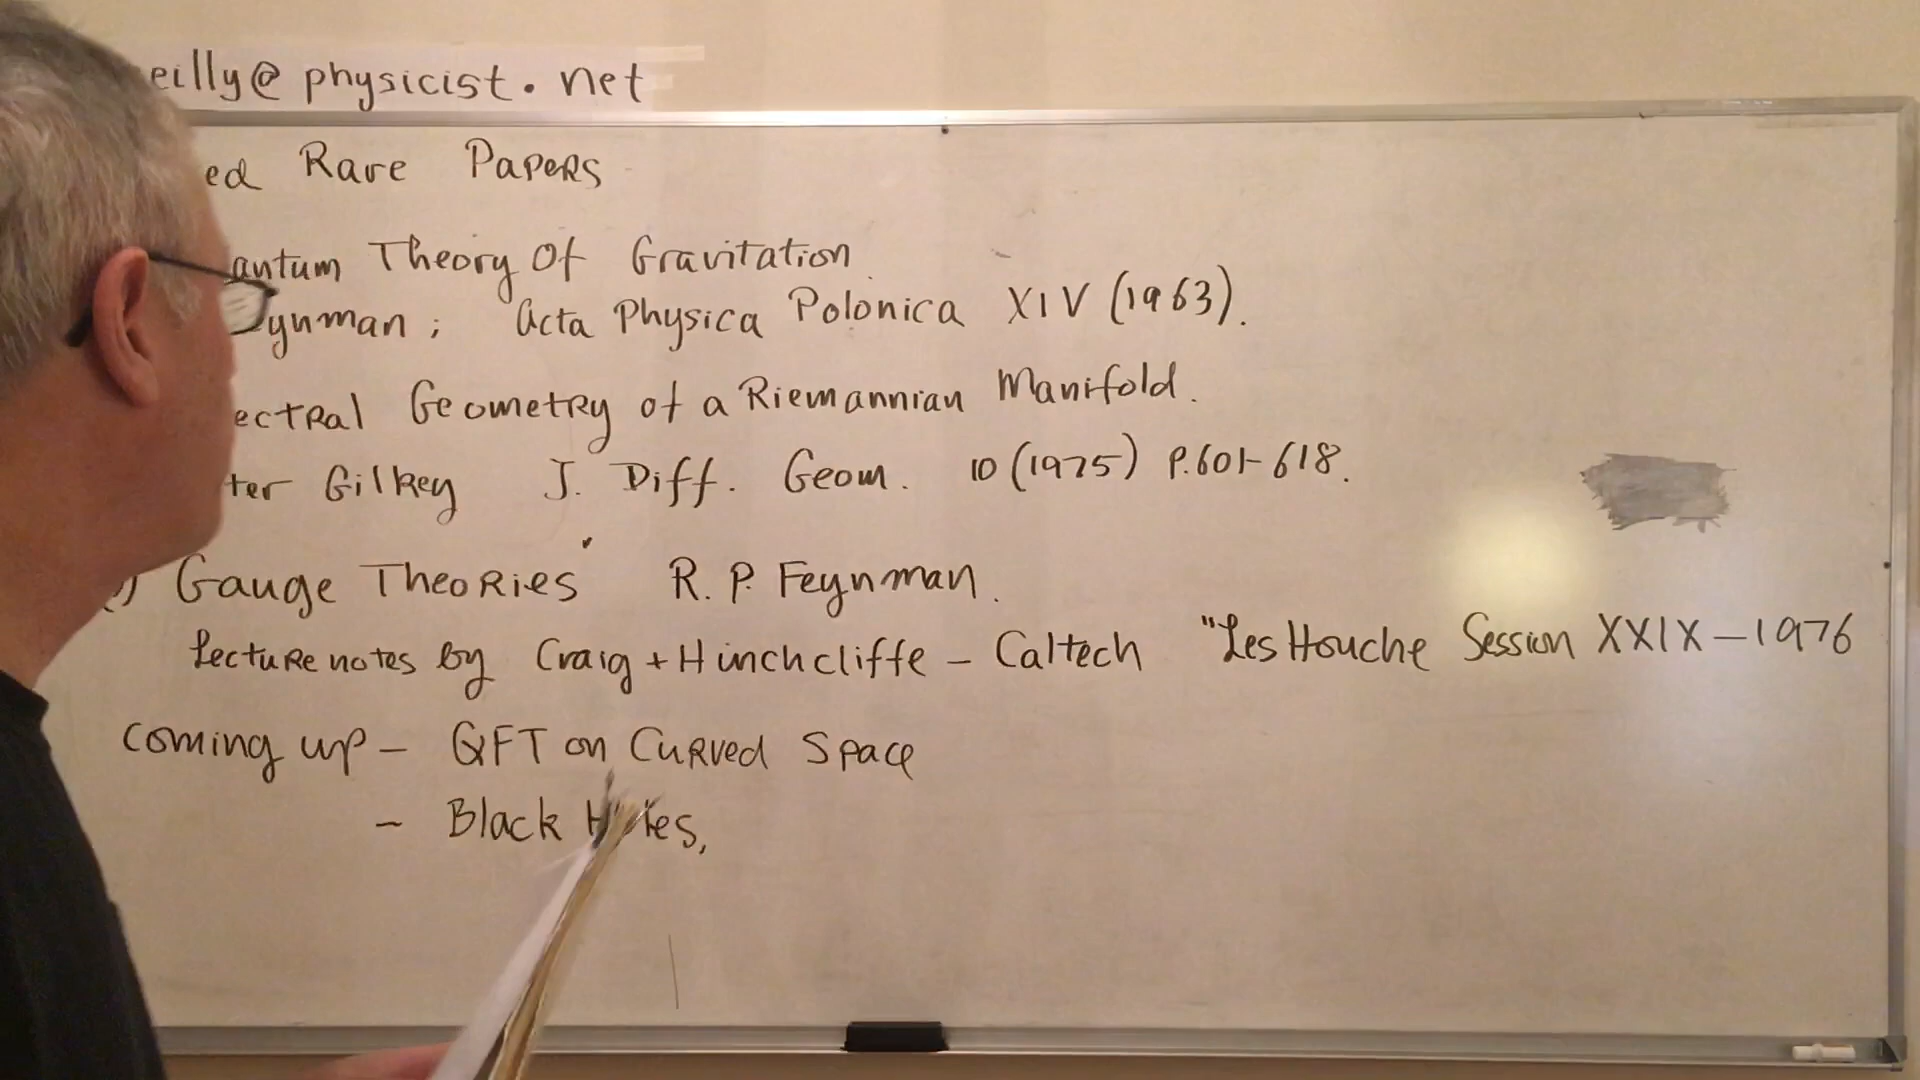 eilly@physicist.net
ed Rare Papers
antum Theory Of Gravitation
ynman; Acta Physica Polonica XIV (1963).
ectral Geometry of a Riemannian Manifold.
ter Gilkey J. Diff. Geom. 10 (1975) P.601-618.
) Gauge Theories" R. P. Feynman.
Lecture notes by Craig + Hinchcliffe - Caltech "Les Houche Session XXIX - 1976
Coming up - QFT on Curved Space
- Black Holes,